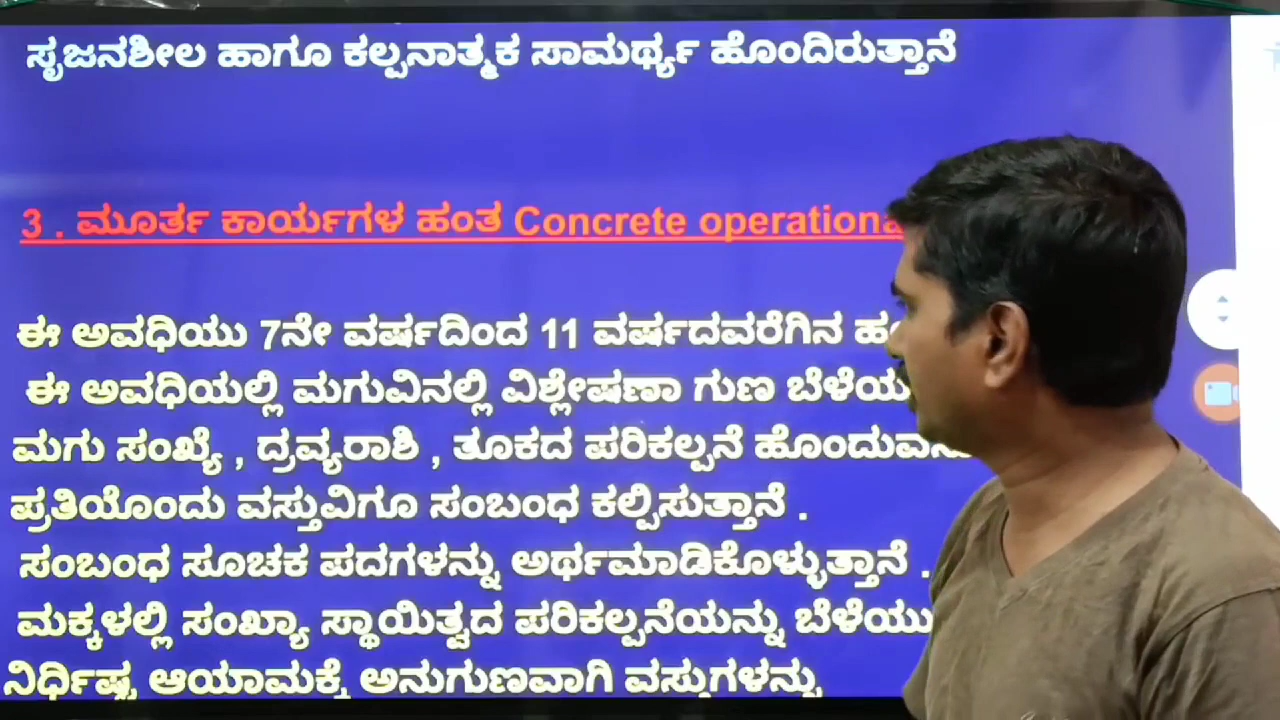 ಸೃಜನಶೀಲ ಹಾಗೂ ಕಲ್ಪನಾತ್ಮಕ ಸಾಮರ್ಥ್ಯ ಹೊಂದಿರುತ್ತಾನೆ
3 . ಮೂರ್ತ ಕಾರ್ಯಗಳ ಹಂತ Concrete operationa
ಈ ಅವಧಿಯು 7ನೇ ವರ್ಷದಿಂದ 11 ವರ್ಷದವರೆಗಿನ
ಈ ಅವಧಿಯಲ್ಲಿ ಮಗುವಿನಲ್ಲಿ ವಿಶ್ಲೇಷಣಾ ಗುಣ ಬೆಳೆಯ
ಮಗು ಸಂಖ್ಯೆ , ದ್ರವ್ಯರಾಶಿ , ತೂಕದ ಪರಿಕಲ್ಪನೆ
ಪ್ರತಿಯೊಂದು ವಸ್ತುವಿಗೂ ಸಂಬಂಧ ಕಲ್ಪಿಸುತ್ತಾನೆ .
ಸಂಬಂಧ ಸೂಚಕ ಪದಗಳನ್ನು ಅರ್ಥಮಾಡಿಕೊಳ್ಳುತ್ತಾನೆ .
ಮಕ್ಕಳಲ್ಲಿ ಸಂಖ್ಯಾ ಸ್ಥಾಯಿತ್ವದ ಪರಿಕಲ್ಪನೆಯನ್ನು ಬೆಳೆಯು
ನಿರ್ಧಿಷ್ಟ ಆಯಾಮಕ್ಕೆ ಅನುಗುಣವಾಗಿ ವಸ್ತುಗಳನ್ನು